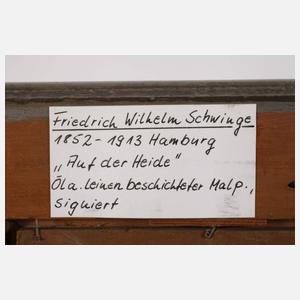 Friedrich Wilhelm Schwinge
1852-1913 Hamburg
„Auf der Heide"
Öl a. leinen beschichteter Malp.,
signiert